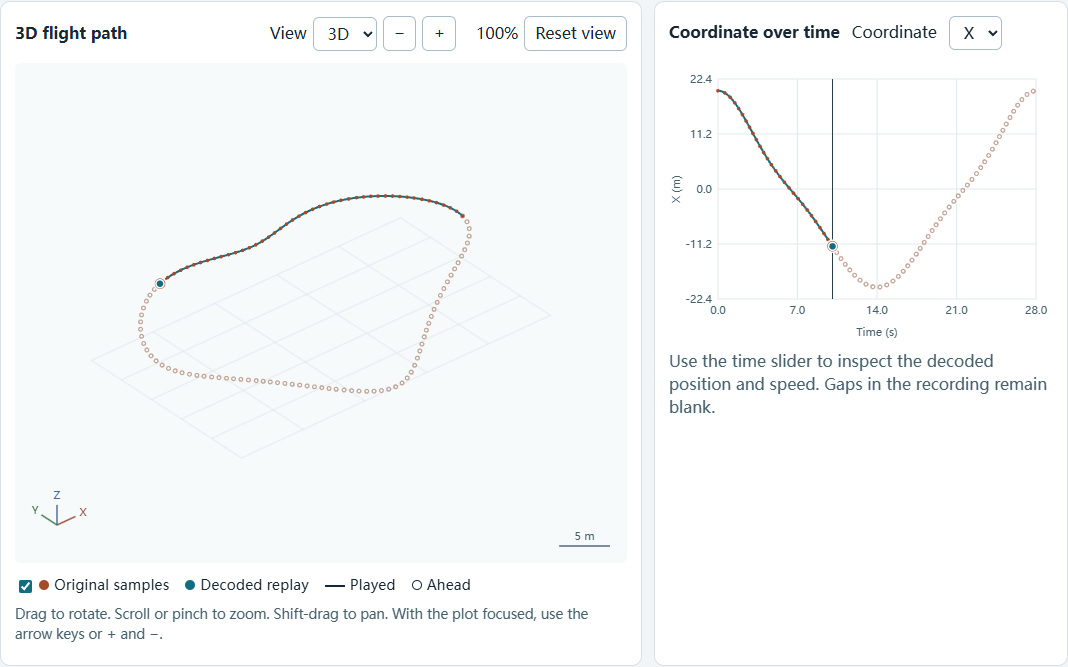 3D flight path View 3D − + 100% Reset view
Z
Y
X
5 m
Original samples Decoded replay Played Ahead
Drag to rotate. Scroll or pinch to zoom. Shift-drag to pan. With the plot focused, use the
arrow keys or + and −.
Coordinate over time Coordinate X
22.4
11.2
0.0
-11.2
-22.4
X (m)
0.0 7.0 14.0 21.0 28.0
Time (s)
Use the time slider to inspect the decoded
position and speed. Gaps in the recording remain
blank.